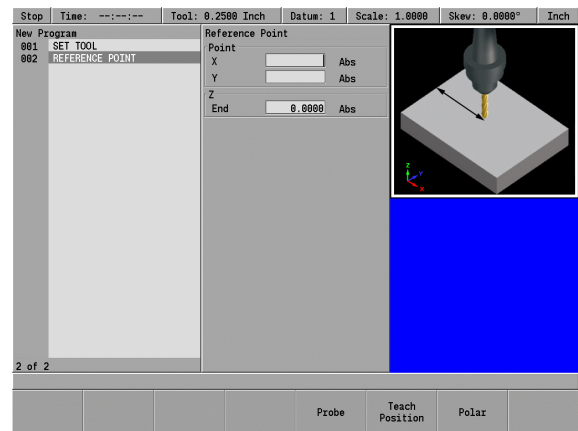 Stop Time: --:--:-- Tool: 0.2500 Inch Datum: 1 Scale: 1.0000 Skew: 0.0000° Inch
New Program
001 SET TOOL
002 REFERENCE POINT
2 of 2
Reference Point
Point
X Abs
Y Abs
Z
End 0.0000 Abs
Z
Y
X
Probe
Teach
Position
Polar